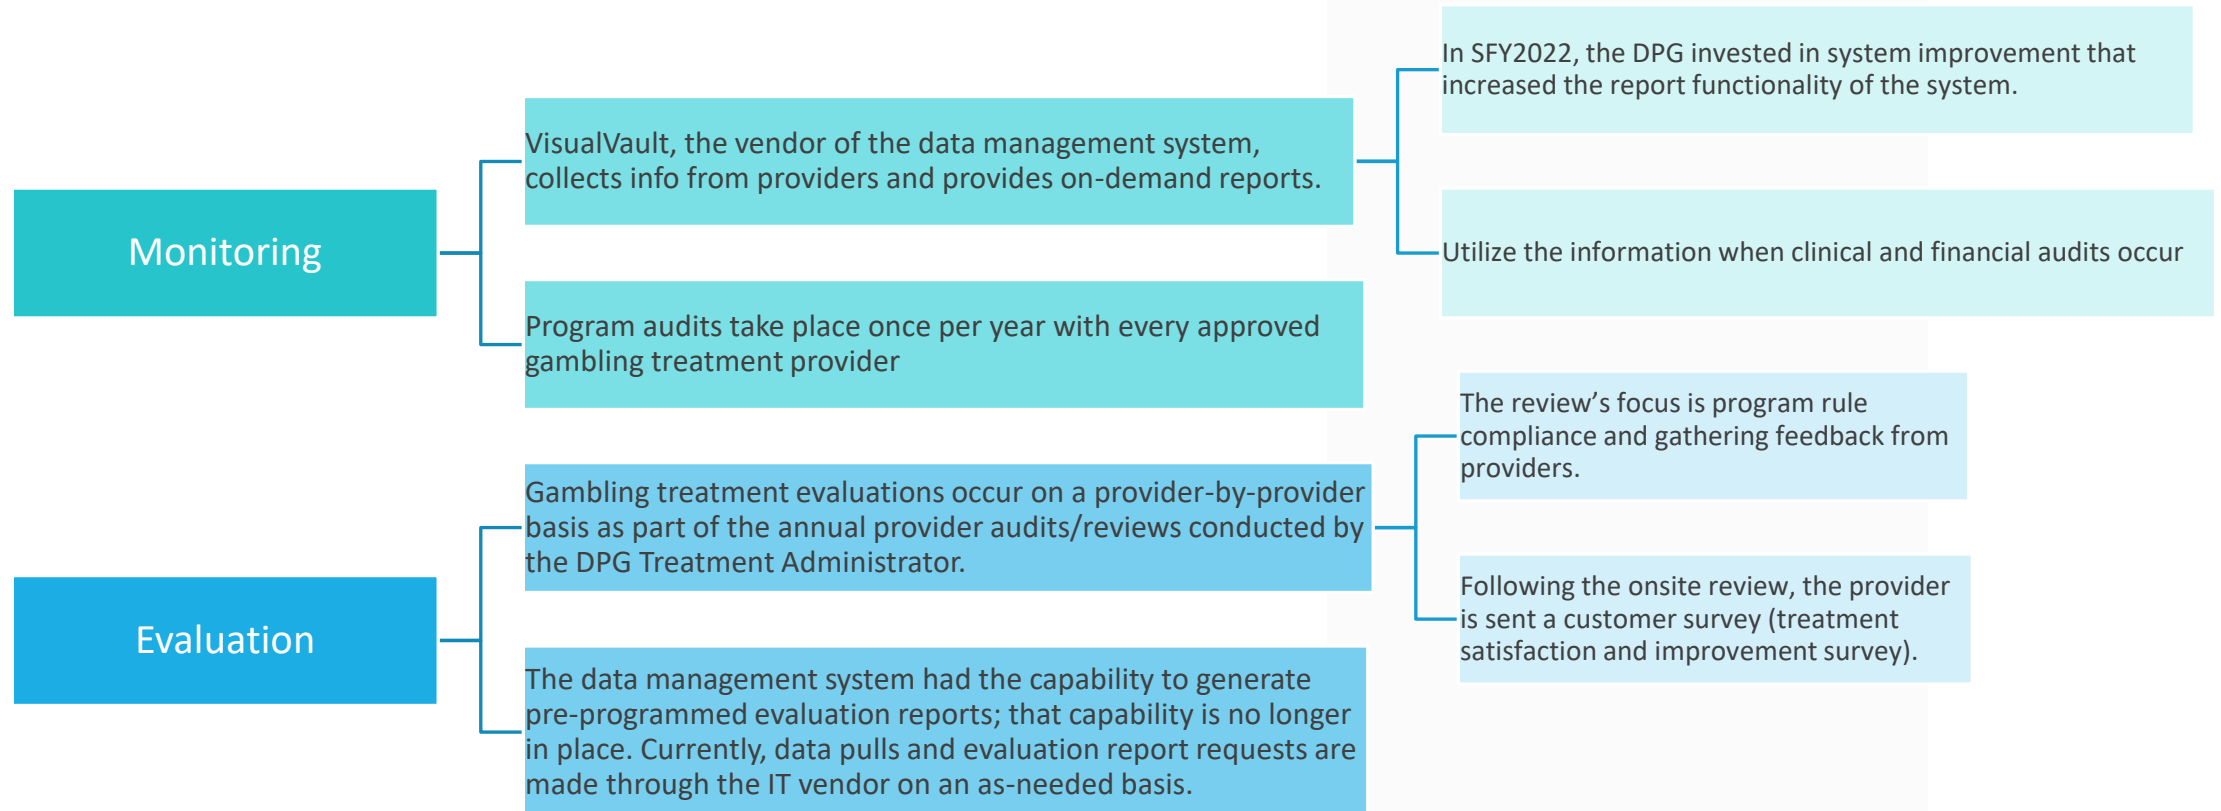 Monitoring
VisualVault, the vendor of the data management system,
collects info from providers and provides on-demand reports.
In SFY2022, the DPG invested in system improvement that
increased the report functionality of the system.
Utilize the information when clinical and financial audits occur
Program audits take place once per year with every approved
gambling treatment provider
Evaluation
Gambling treatment evaluations occur on a provider-by-provider
basis as part of the annual provider audits/reviews conducted by
the DPG Treatment Administrator.
The review’s focus is program rule
compliance and gathering feedback from
providers.
Following the onsite review, the provider
is sent a customer survey (treatment
satisfaction and improvement survey).
The data management system had the capability to generate
pre-programmed evaluation reports; that capability is no longer
in place. Currently, data pulls and evaluation report requests are
made through the IT vendor on an as-needed basis.